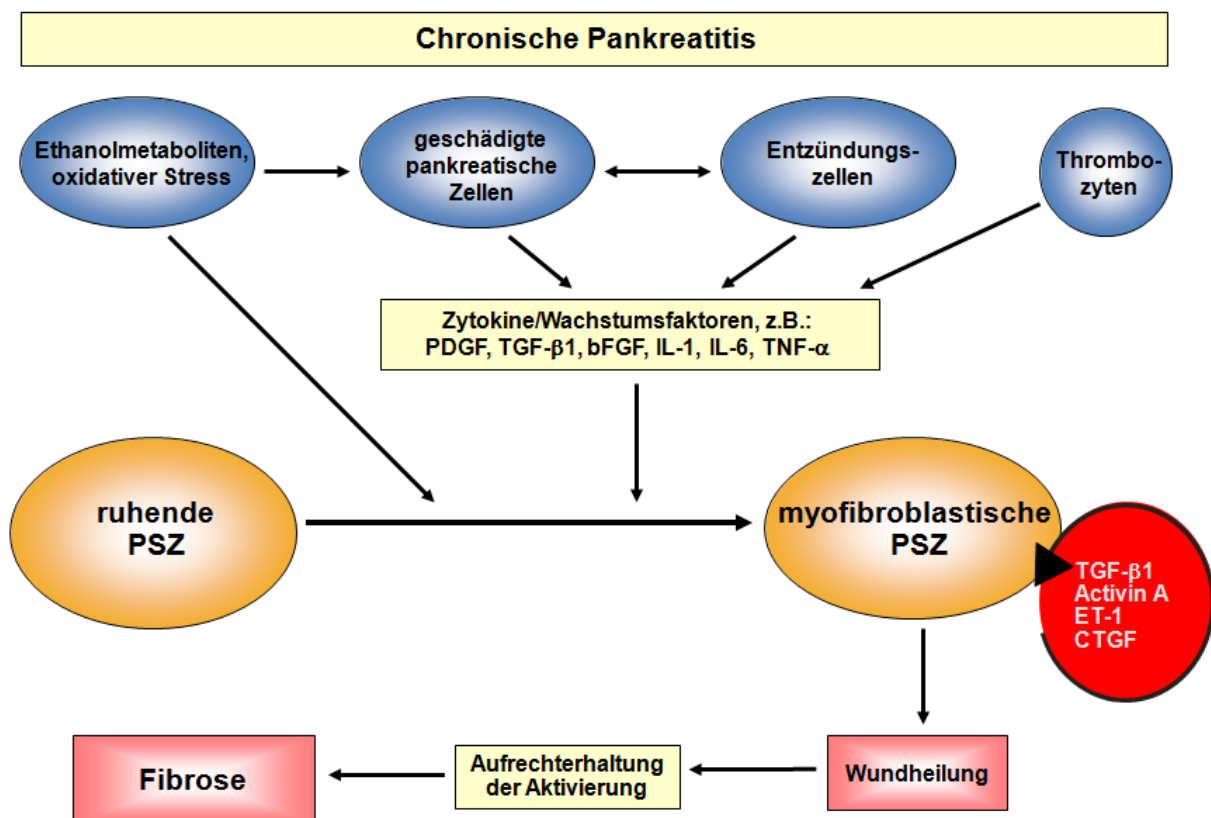 Chronische Pankreatitis
Ethanolmetaboliten,
oxidativer Stress
geschädigte
pankreatische
Zellen
Entzündungs-
zellen
Thrombo-
zyten
Zytokine/Wachstumsfaktoren, z.B.:
PDGF, TGF-β1, bFGF, IL-1, IL-6, TNF-α
ruhende
PSZ
myofibroblastische
PSZ
TGF-β1
Activin A
ET-1
CTGF
Fibrose
Aufrechterhaltung
der Aktivierung
Wundheilung